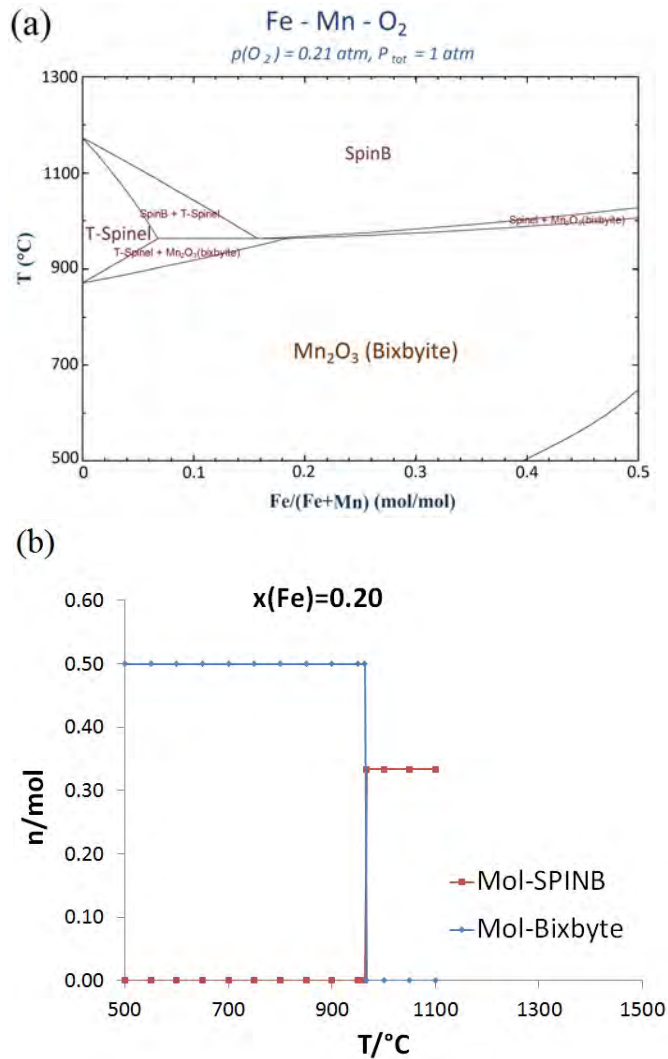 (a)
Fe - Mn - O₂
p(O₂) = 0.21 atm, P tot = 1 atm
1300
1100
900
700
500
T (°C)
SpinB
SpinB + T-Spinel
T-Spinel
Spinel + Mn₂O₃(bixbyite)
T-Spinel + Mn₂O₃(bixbyite)
Mn₂O₃ (Bixbyite)
0 0.1 0.2 0.3 0.4 0.5
Fe/(Fe+Mn) (mol/mol)
(b)
x(Fe)=0.20
0.60
0.50
0.40
0.30
0.20
0.10
0.00
n/mol
Mol-SPINB
Mol-Bixbyte
500 700 900 1100 1300 1500
T/°C